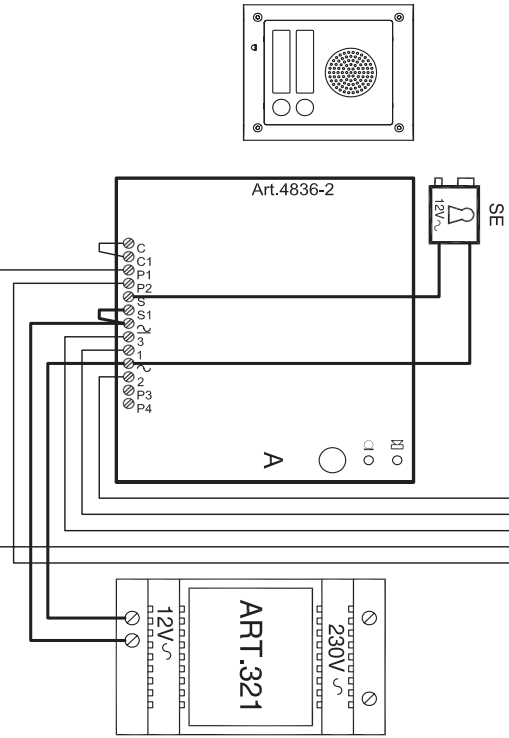 Art.4836-2
SE
12V~
C
C1
P1
P2
S
S1
~
3
1
~
2
P3
P4
A
12V~
ART.321
230V~